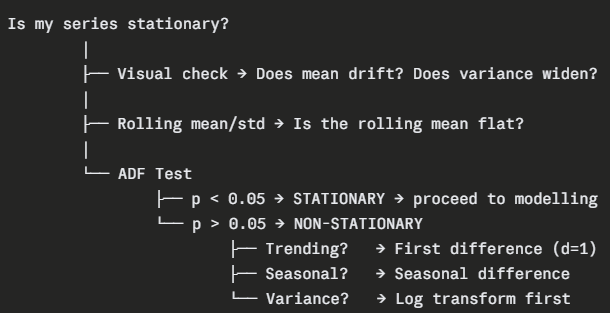 Is my series stationary?
│
├── Visual check → Does mean drift? Does variance widen?
│
├── Rolling mean/std → Is the rolling mean flat?
│
└── ADF Test
├── p < 0.05 → STATIONARY → proceed to modelling
└── p > 0.05 → NON-STATIONARY
├── Trending? → First difference (d=1)
├── Seasonal? → Seasonal difference
└── Variance? → Log transform first